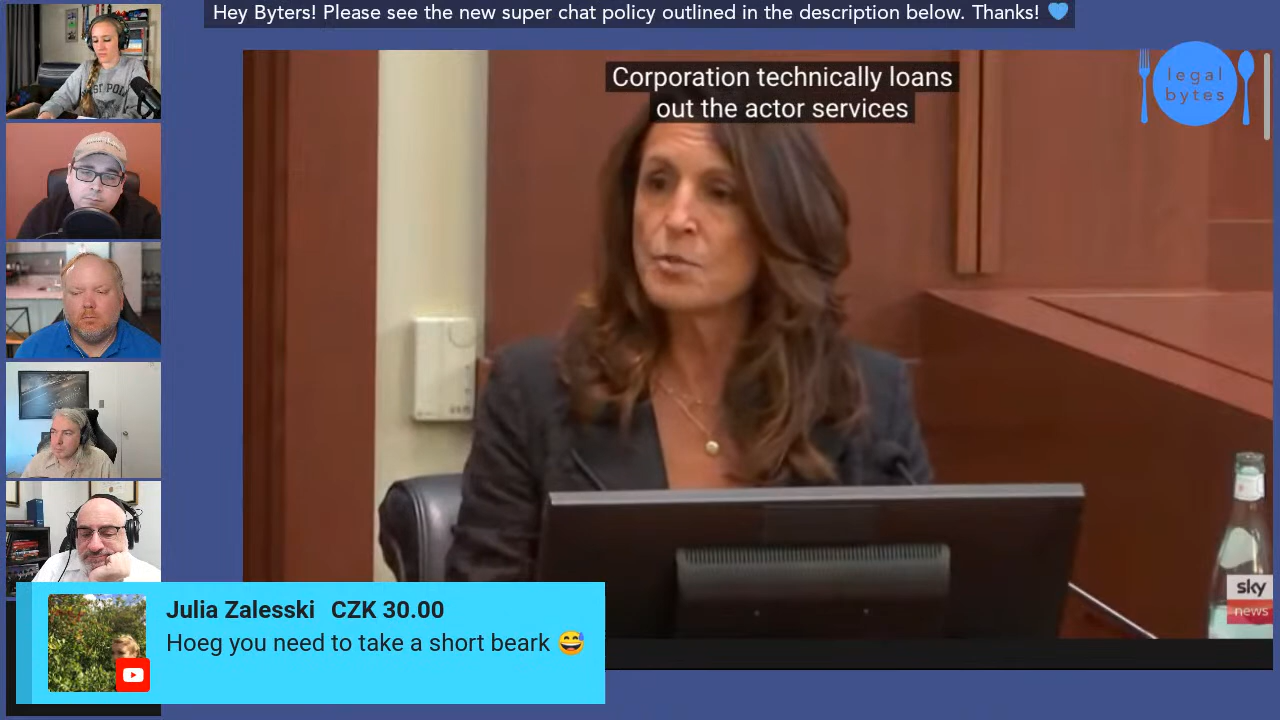 Hey Byters! Please see the new super chat policy outlined in the description below. Thanks! 💙
legal
bytes
Corporation technically loans
out the actor services
sky
news
Julia Zalesski CZK 30.00
Hoeg you need to take a short beark 😅